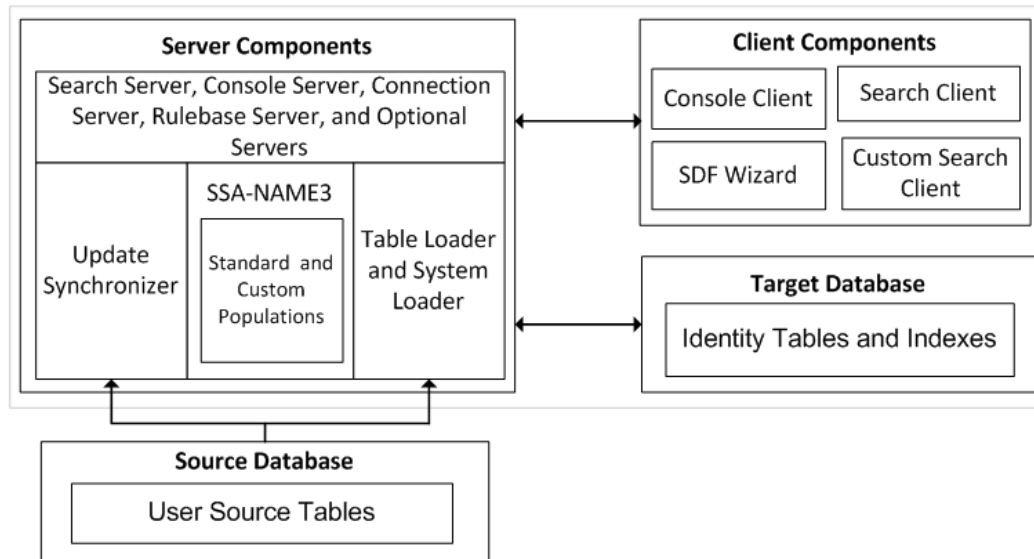 Server Components
Search Server, Console Server, Connection
Server, Rulebase Server, and Optional
Servers
Update
Synchronizer
SSA-NAME3
Standard and
Custom
Populations
Table Loader
and System
Loader
Client Components
Console Client
Search Client
SDF Wizard
Custom Search
Client
Target Database
Identity Tables and Indexes
Source Database
User Source Tables